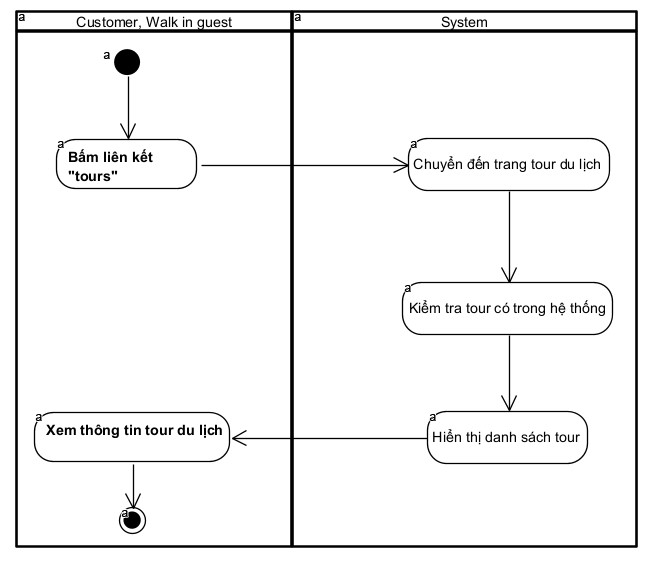 a
Customer, Walk in guest
a
System
a
a
Bấm liên kết
"tours"
a
Chuyển đến trang tour du lịch
a
Kiểm tra tour có trong hệ thống
a
Hiển thị danh sách tour
a
Xem thông tin tour du lịch
a